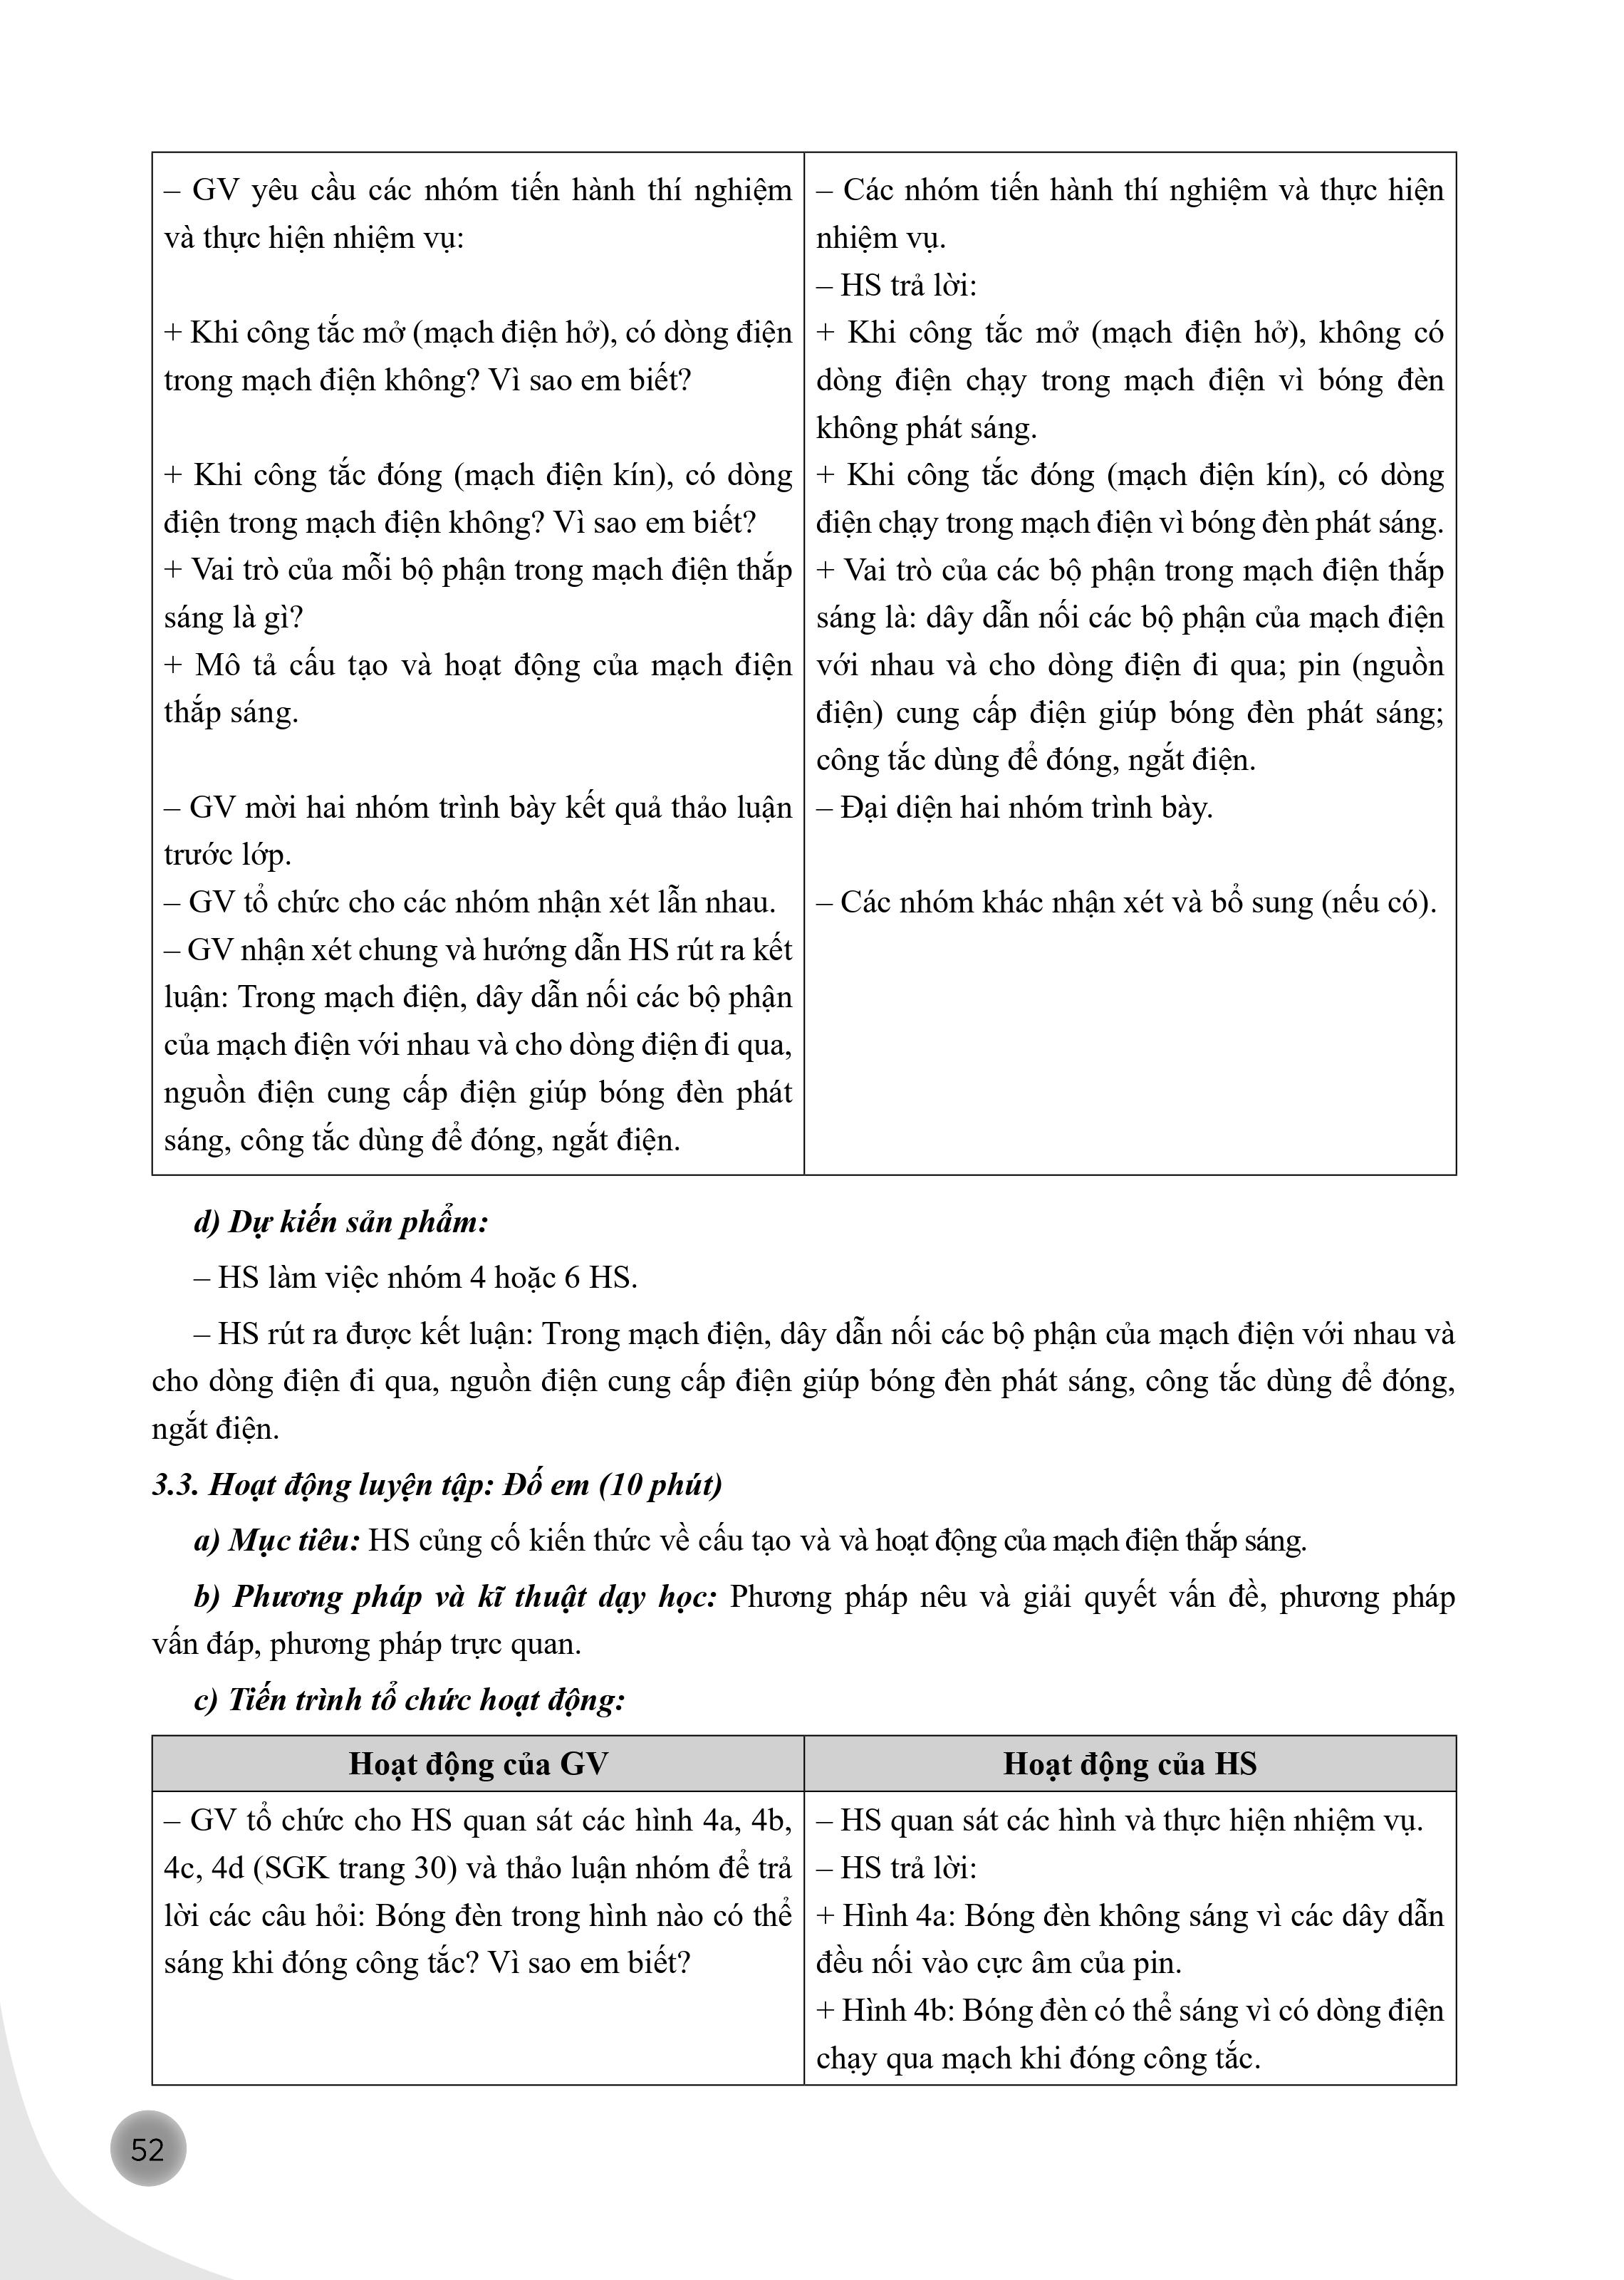 – GV yêu cầu các nhóm tiến hành thí nghiệm
và thực hiện nhiệm vụ:
+ Khi công tắc mở (mạch điện hở), có dòng điện
trong mạch điện không? Vì sao em biết?
+ Khi công tắc đóng (mạch điện kín), có dòng
điện trong mạch điện không? Vì sao em biết?
+ Vai trò của mỗi bộ phận trong mạch điện thắp
sáng là gì?
+ Mô tả cấu tạo và hoạt động của mạch điện
thắp sáng.
– GV mời hai nhóm trình bày kết quả thảo luận
trước lớp.
– GV tổ chức cho các nhóm nhận xét lẫn nhau.
– GV nhận xét chung và hướng dẫn HS rút ra kết
luận: Trong mạch điện, dây dẫn nối các bộ phận
của mạch điện với nhau và cho dòng điện đi qua,
nguồn điện cung cấp điện giúp bóng đèn phát
sáng, công tắc dùng để đóng, ngắt điện.
– Các nhóm tiến hành thí nghiệm và thực hiện
nhiệm vụ.
– HS trả lời:
+ Khi công tắc mở (mạch điện hở), không có
dòng điện chạy trong mạch điện vì bóng đèn
không phát sáng.
+ Khi công tắc đóng (mạch điện kín), có dòng
điện chạy trong mạch điện vì bóng đèn phát sáng.
+ Vai trò của các bộ phận trong mạch điện thắp
sáng là: dây dẫn nối các bộ phận của mạch điện
với nhau và cho dòng điện đi qua; pin (nguồn
điện) cung cấp điện giúp bóng đèn phát sáng;
công tắc dùng để đóng, ngắt điện.
– Đại diện hai nhóm trình bày.
– Các nhóm khác nhận xét và bổ sung (nếu có).
d) Dự kiến sản phẩm:
– HS làm việc nhóm 4 hoặc 6 HS.
– HS rút ra được kết luận: Trong mạch điện, dây dẫn nối các bộ phận của mạch điện với nhau và
cho dòng điện đi qua, nguồn điện cung cấp điện giúp bóng đèn phát sáng, công tắc dùng để đóng,
ngắt điện.
3.3. Hoạt động luyện tập: Đố em (10 phút)
a) Mục tiêu: HS củng cố kiến thức về cấu tạo và và hoạt động của mạch điện thắp sáng.
b) Phương pháp và kĩ thuật dạy học: Phương pháp nêu và giải quyết vấn đề, phương pháp
vấn đáp, phương pháp trực quan.
c) Tiến trình tổ chức hoạt động:
Hoạt động của GV
Hoạt động của HS
– GV tổ chức cho HS quan sát các hình 4a, 4b,
4c, 4d (SGK trang 30) và thảo luận nhóm để trả
lời các câu hỏi: Bóng đèn trong hình nào có thể
sáng khi đóng công tắc? Vì sao em biết?
– HS quan sát các hình và thực hiện nhiệm vụ.
– HS trả lời:
+ Hình 4a: Bóng đèn không sáng vì các dây dẫn
đều nối vào cực âm của pin.
+ Hình 4b: Bóng đèn có thể sáng vì có dòng điện
chạy qua mạch khi đóng công tắc.
52